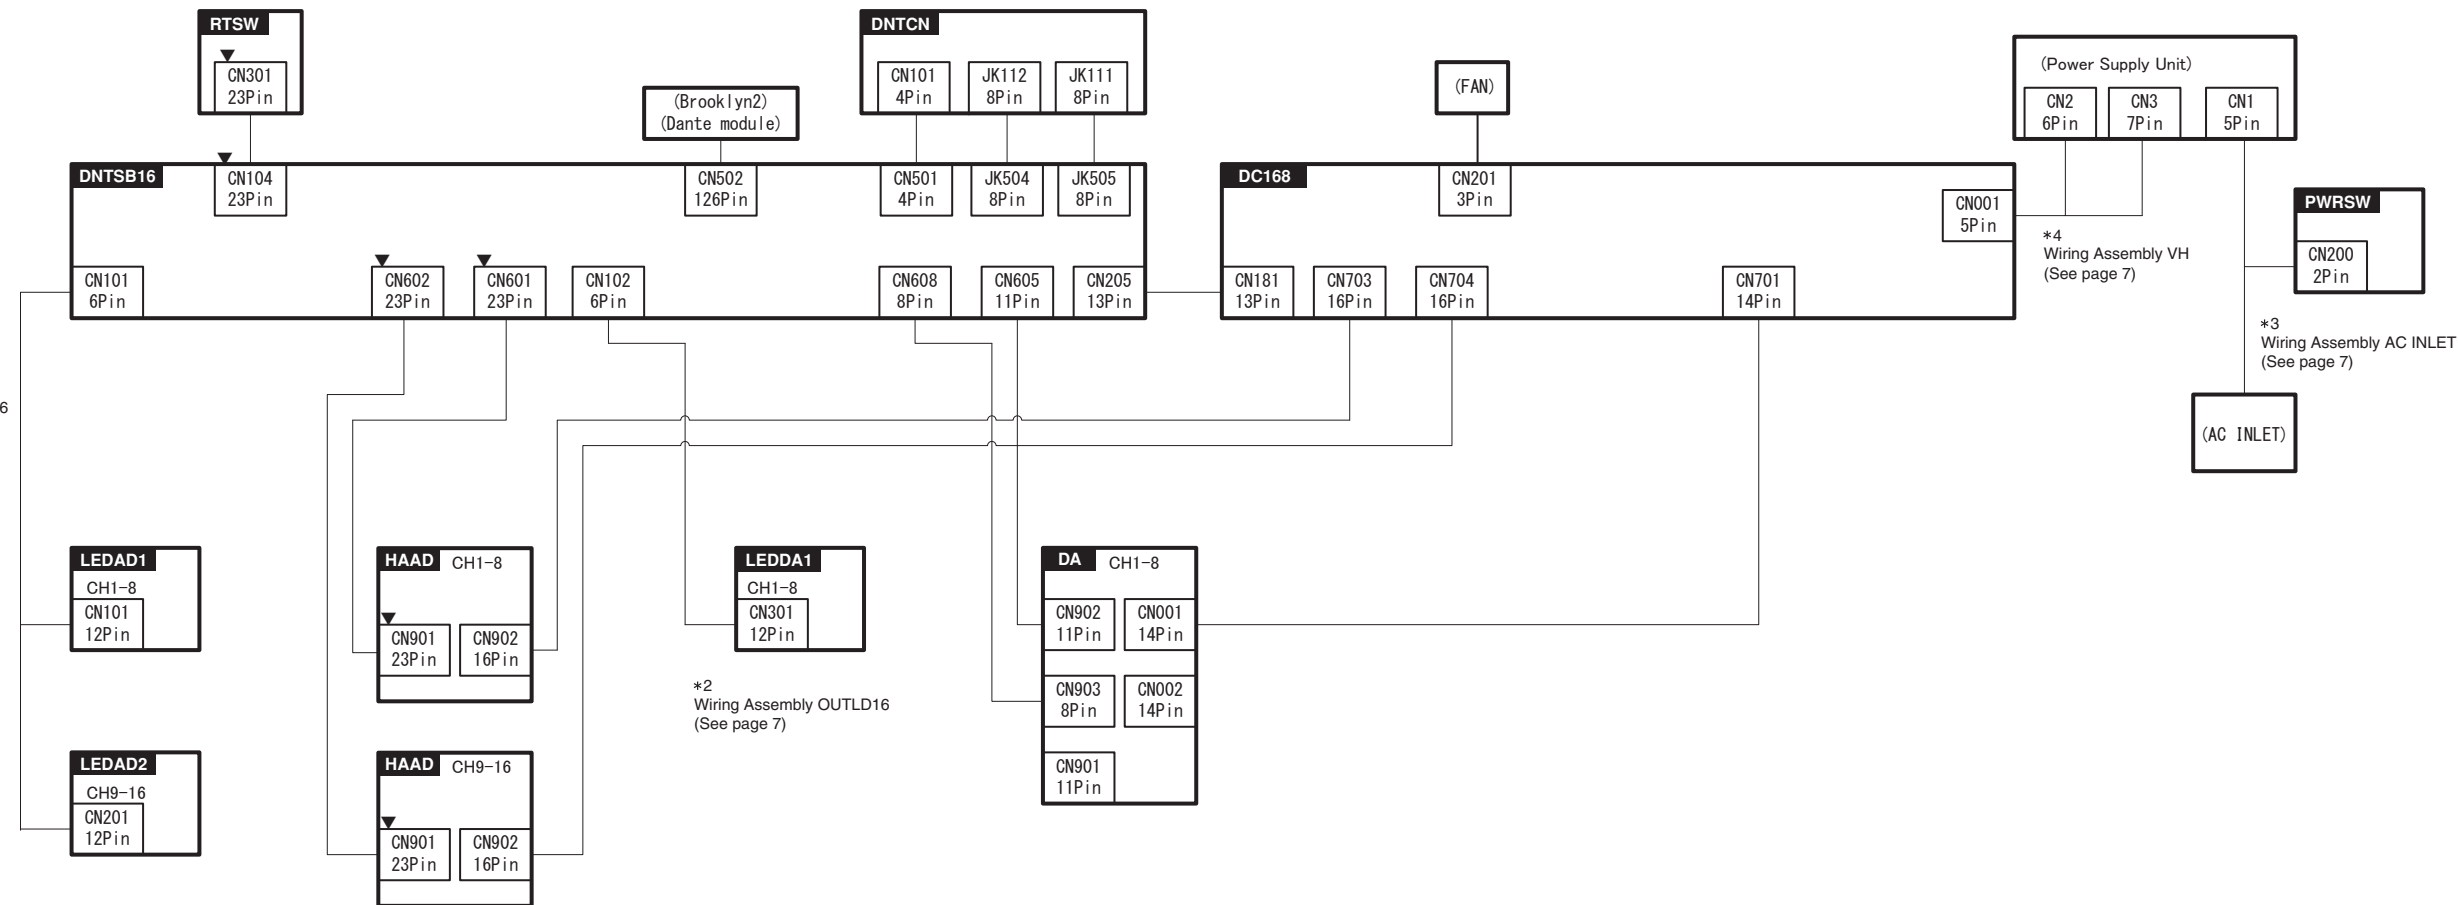 RTSW
CN301
23Pin
DNTCN
CN101
4Pin
JK112
8Pin
JK111
8Pin
(Brooklyn2)
(Dante module)
(FAN)
(Power Supply Unit)
CN2
6Pin
CN3
7Pin
CN1
5Pin
DNTSB16
CN104
23Pin
CN502
126Pin
CN501
4Pin
JK504
8Pin
JK505
8Pin
CN101
6Pin
CN602
23Pin
CN601
23Pin
CN102
6Pin
CN608
8Pin
CN605
11Pin
CN205
13Pin
DC168
CN201
3Pin
CN001
5Pin
CN181
13Pin
CN703
16Pin
CN704
16Pin
CN701
14Pin
*4
Wiring Assembly VH
(See page 7)
PWRSW
CN200
2Pin
*3
Wiring Assembly AC INLET
(See page 7)
(AC INLET)
6
LEDAD1
CH1-8
CN101
12Pin
HAAD CH1-8
CN901
23Pin
CN902
16Pin
LEDDA1
CH1-8
CN301
12Pin
*2
Wiring Assembly OUTLD16
(See page 7)
DA CH1-8
CN902
11Pin
CN001
14Pin
CN903
8Pin
CN002
14Pin
CN901
11Pin
LEDAD2
CH9-16
CN201
12Pin
HAAD CH9-16
CN901
23Pin
CN902
16Pin